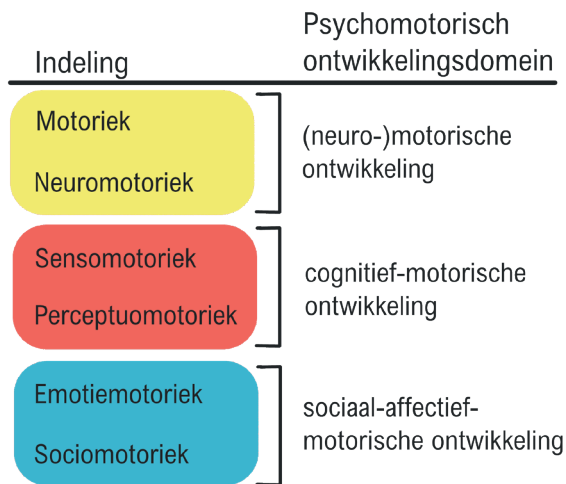 Indeling
Psychomotorisch
ontwikkelingsdomein
Motoriek
Neuromotoriek
(neuro-)motorische
ontwikkeling
Sensomotoriek
Perceptuomotoriek
cognitief-motorische
ontwikkeling
Emotiemotoriek
Sociomotoriek
sociaal-affectief-
motorische ontwikkeling